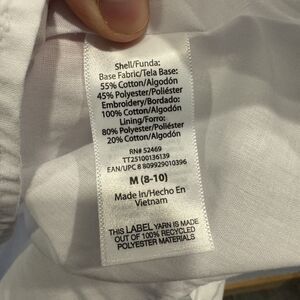 Shell/Funda:
Base Fabric/Tela Base:
55% Cotton/Algodón
45% Polyester/Poliéster
Embroidery/Bordado:
100% Cotton/Algodón
Lining/Forro:
80% Polyester/Poliéster
20% Cotton/Algodón
RN# 52469
TT25100136139
EAN/UPC 8 809929010396
M (8-10)
Made In/Hecho En
Vietnam
THIS LABEL YARN IS MADE
OUT OF 100% RECYCLED
POLYESTER MATERIALS